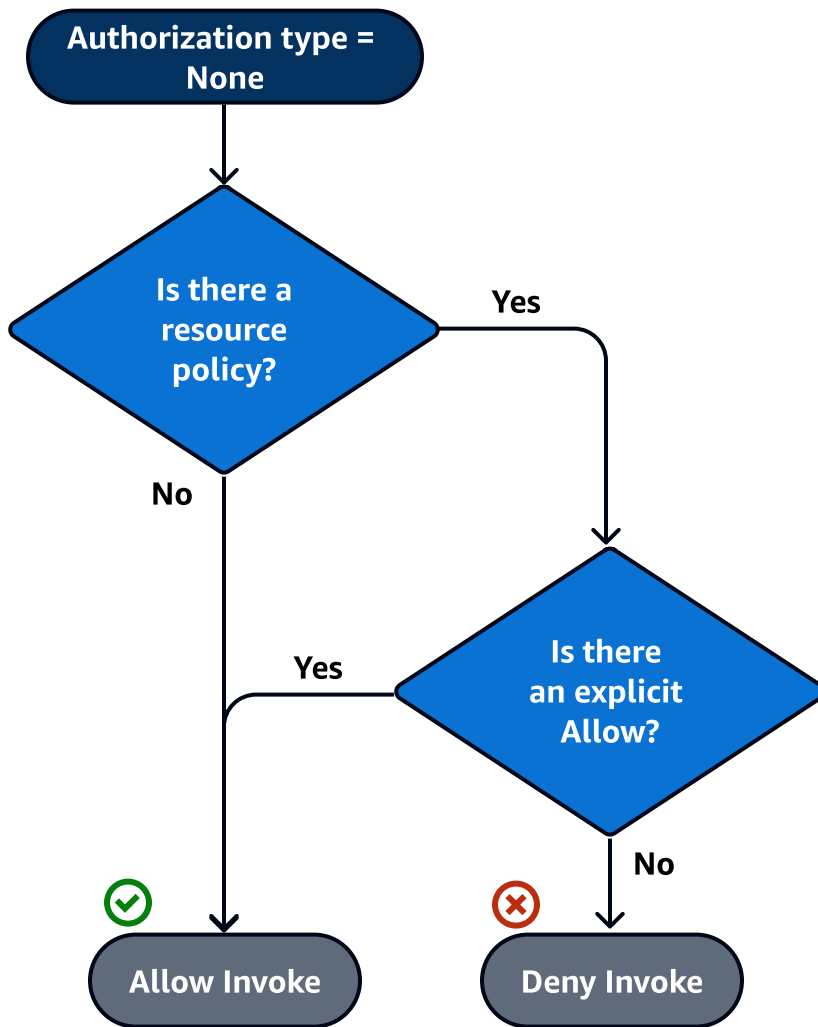 Authorization type =
None
Is there a
resource
policy?
Yes
No
Is there
an explicit
Allow?
Yes
No
Allow Invoke
Deny Invoke